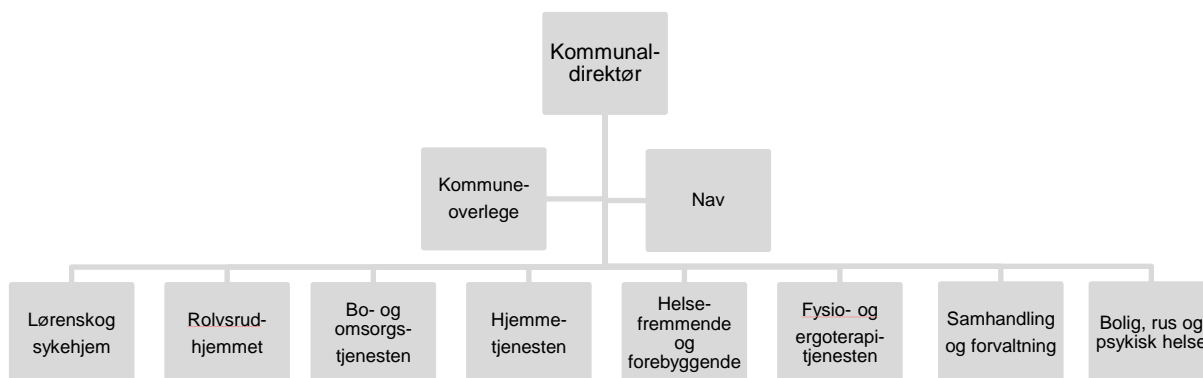 Kommunal-
direktør
Kommune-
overlege
Nav
Lørenskog
sykehjem
Rolvsrud-
hjemmet
Bo- og
omsorgs-
tjenesten
Hjemme-
tjenesten
Helse-
fremmende
og
forebyggende
Fysio- og
ergoterapi-
tjenesten
Samhandling
og forvaltning
Bolig, rus og
psykisk helse